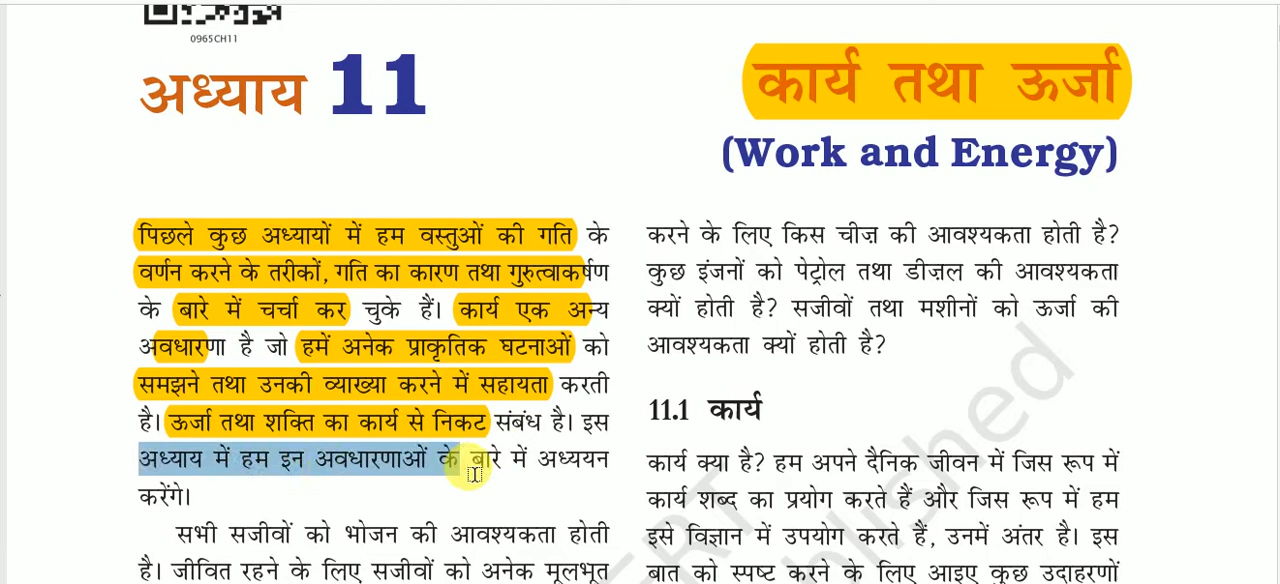 0965CH11
अध्याय 11
कार्य तथा ऊर्जा
(Work and Energy)
पिछले कुछ अध्यायों में हम वस्तुओं की गति के
वर्णन करने के तरीकों, गति का कारण तथा गुरुत्वाकर्षण
के बारे में चर्चा कर चुके हैं। कार्य एक अन्य
अवधारणा है जो हमें अनेक प्राकृतिक घटनाओं को
समझने तथा उनकी व्याख्या करने में सहायता करती
है। ऊर्जा तथा शक्ति का कार्य से निकट संबंध है। इस
अध्याय में हम इन अवधारणाओं के बारे में अध्ययन
करेंगे।
सभी सजीवों को भोजन की आवश्यकता होती
है। जीवित रहने के लिए सजीवों को अनेक मूलभूत
करने के लिए किस चीज़ की आवश्यकता होती है?
कुछ इंजनों को पेट्रोल तथा डीज़ल की आवश्यकता
क्यों होती है? सजीवों तथा मशीनों को ऊर्जा की
आवश्यकता क्यों होती है?
11.1 कार्य
कार्य क्या है? हम अपने दैनिक जीवन में जिस रूप में
कार्य शब्द का प्रयोग करते हैं और जिस रूप में हम
इसे विज्ञान में उपयोग करते हैं, उनमें अंतर है। इस
बात को स्पष्ट करने के लिए आइए कुछ उदाहरणों